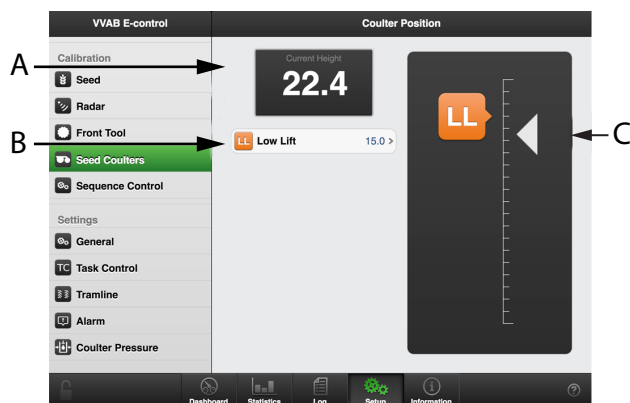 VVAB E-control
Coulter Position
Calibration
Seed
Radar
Front Tool
Seed Coulters
Sequence Control
Settings
General
TC Task Control
Tramline
Alarm
Coulter Pressure
Current Height
22.4
LL Low Lift 15.0 >
LL
A
B
C
Dashboard Statistics Log Setup Information
?